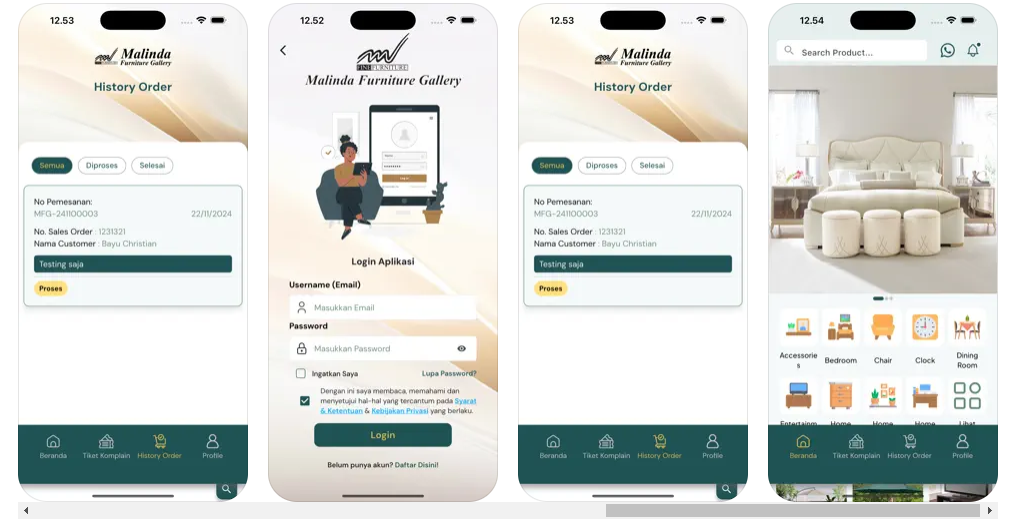 12.53
Malinda
Furniture Gallery
History Order
Semua
Diproses
Selesai
No Pemesanan:
MFG-241100003
22/11/2024
No. Sales Order : 1231321
Nama Customer : Bayu Christian
Testing saja
Proses
Beranda
Tiket Komplain
History Order
Profile
12.52
FINE FURNITURE
Malinda Furniture Gallery
Login Aplikasi
Username (Email)
Masukkan Email
Password
Masukkan Password
Ingatkan Saya
Lupa Password?
Dengan ini saya membaca, memahami dan
menyetujui hal-hal yang tercantum pada Syarat
& Ketentuan & Kebijakan Privasi yang berlaku.
Login
Belum punya akun? Daftar Disini!
12.53
Malinda
Furniture Gallery
History Order
Semua
Diproses
Selesai
No Pemesanan:
MFG-241100003
22/11/2024
No. Sales Order : 1231321
Nama Customer : Bayu Christian
Testing saja
Proses
Beranda
Tiket Komplain
History Order
Profile
12.54
Search Product...
Accessorie
s
Bedroom
Chair
Clock
Dining
Room
Home
Home
Home
Lihat
Beranda
Tiket Komplain
History Order
Profile